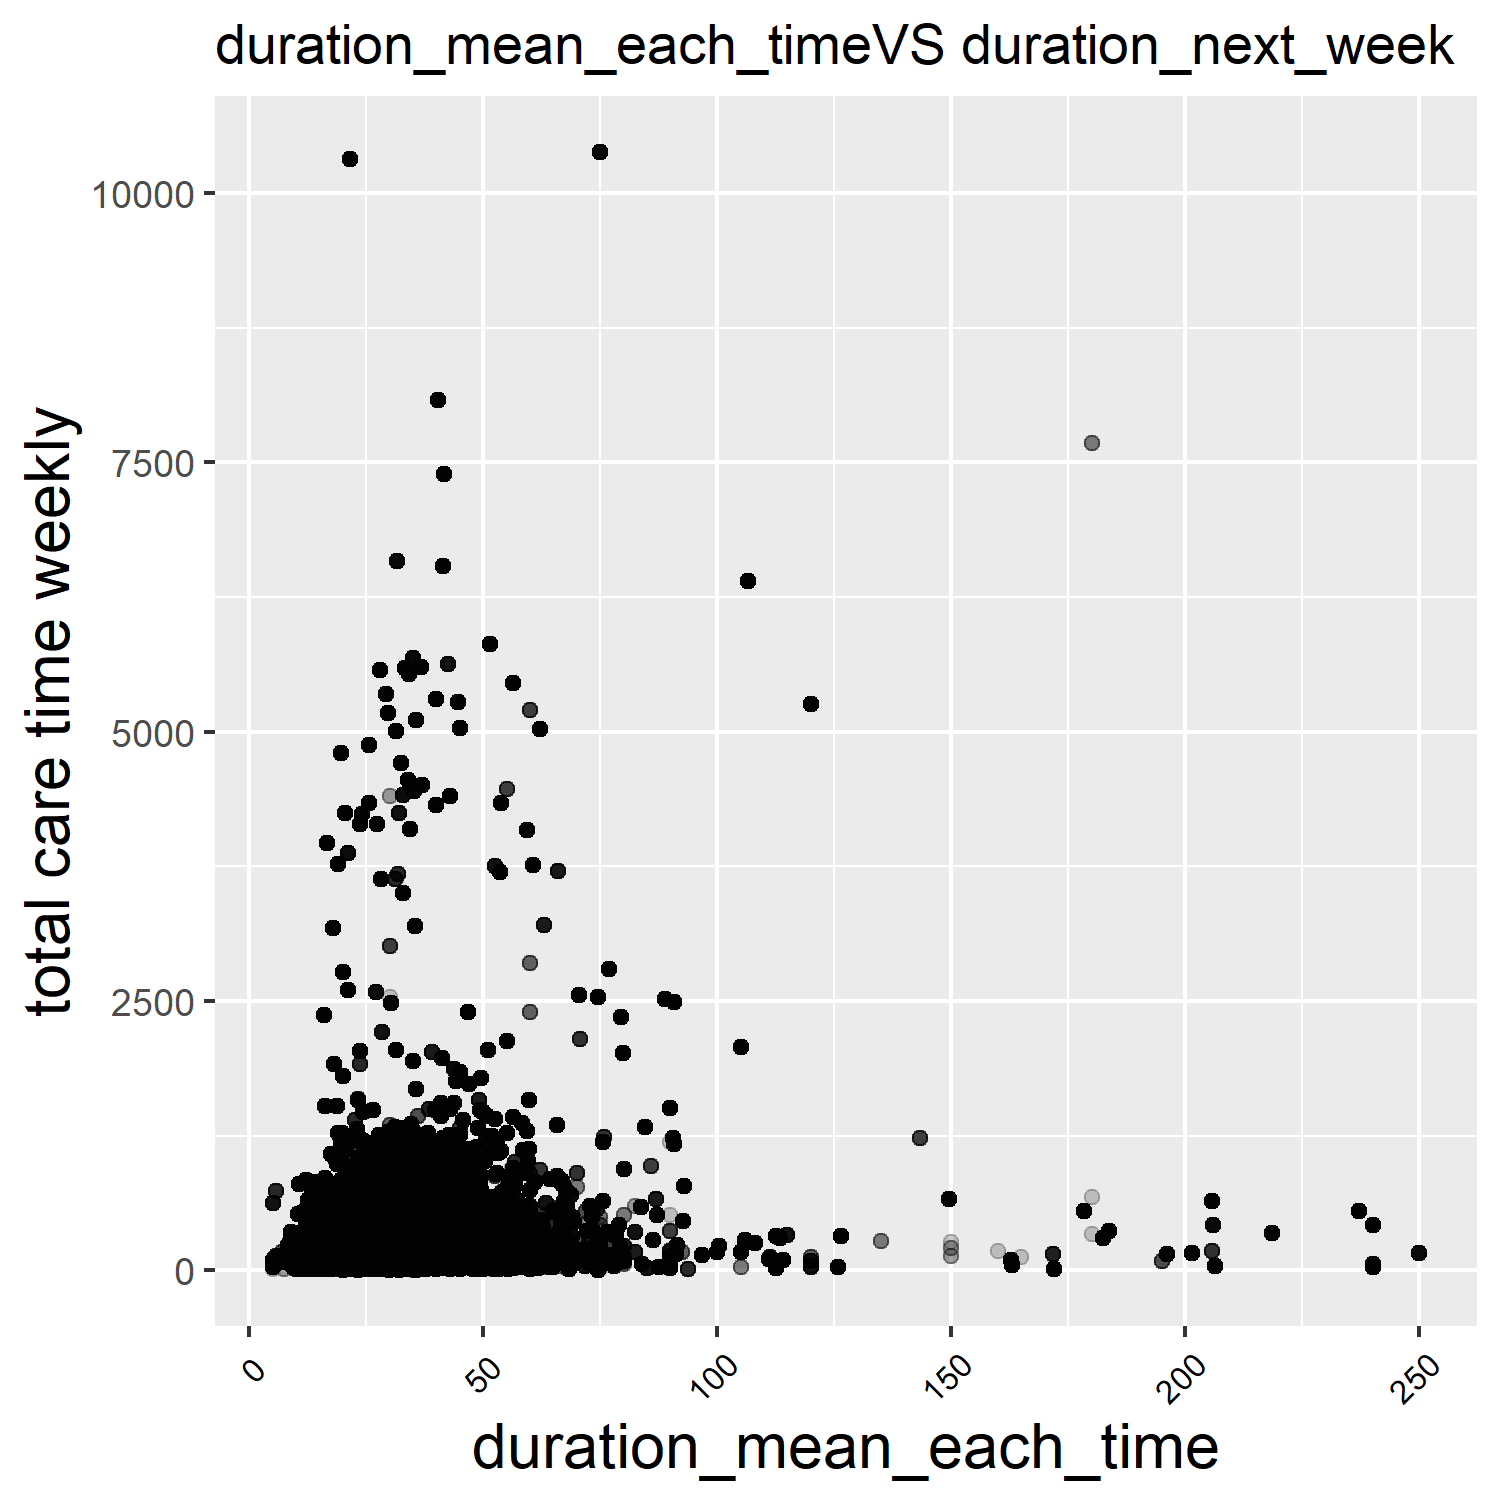 duration_mean_each_timeVS duration_next_week
total care time weekly
10000
7500
5000
2500
0
0 50 100 150 200 250
duration_mean_each_time